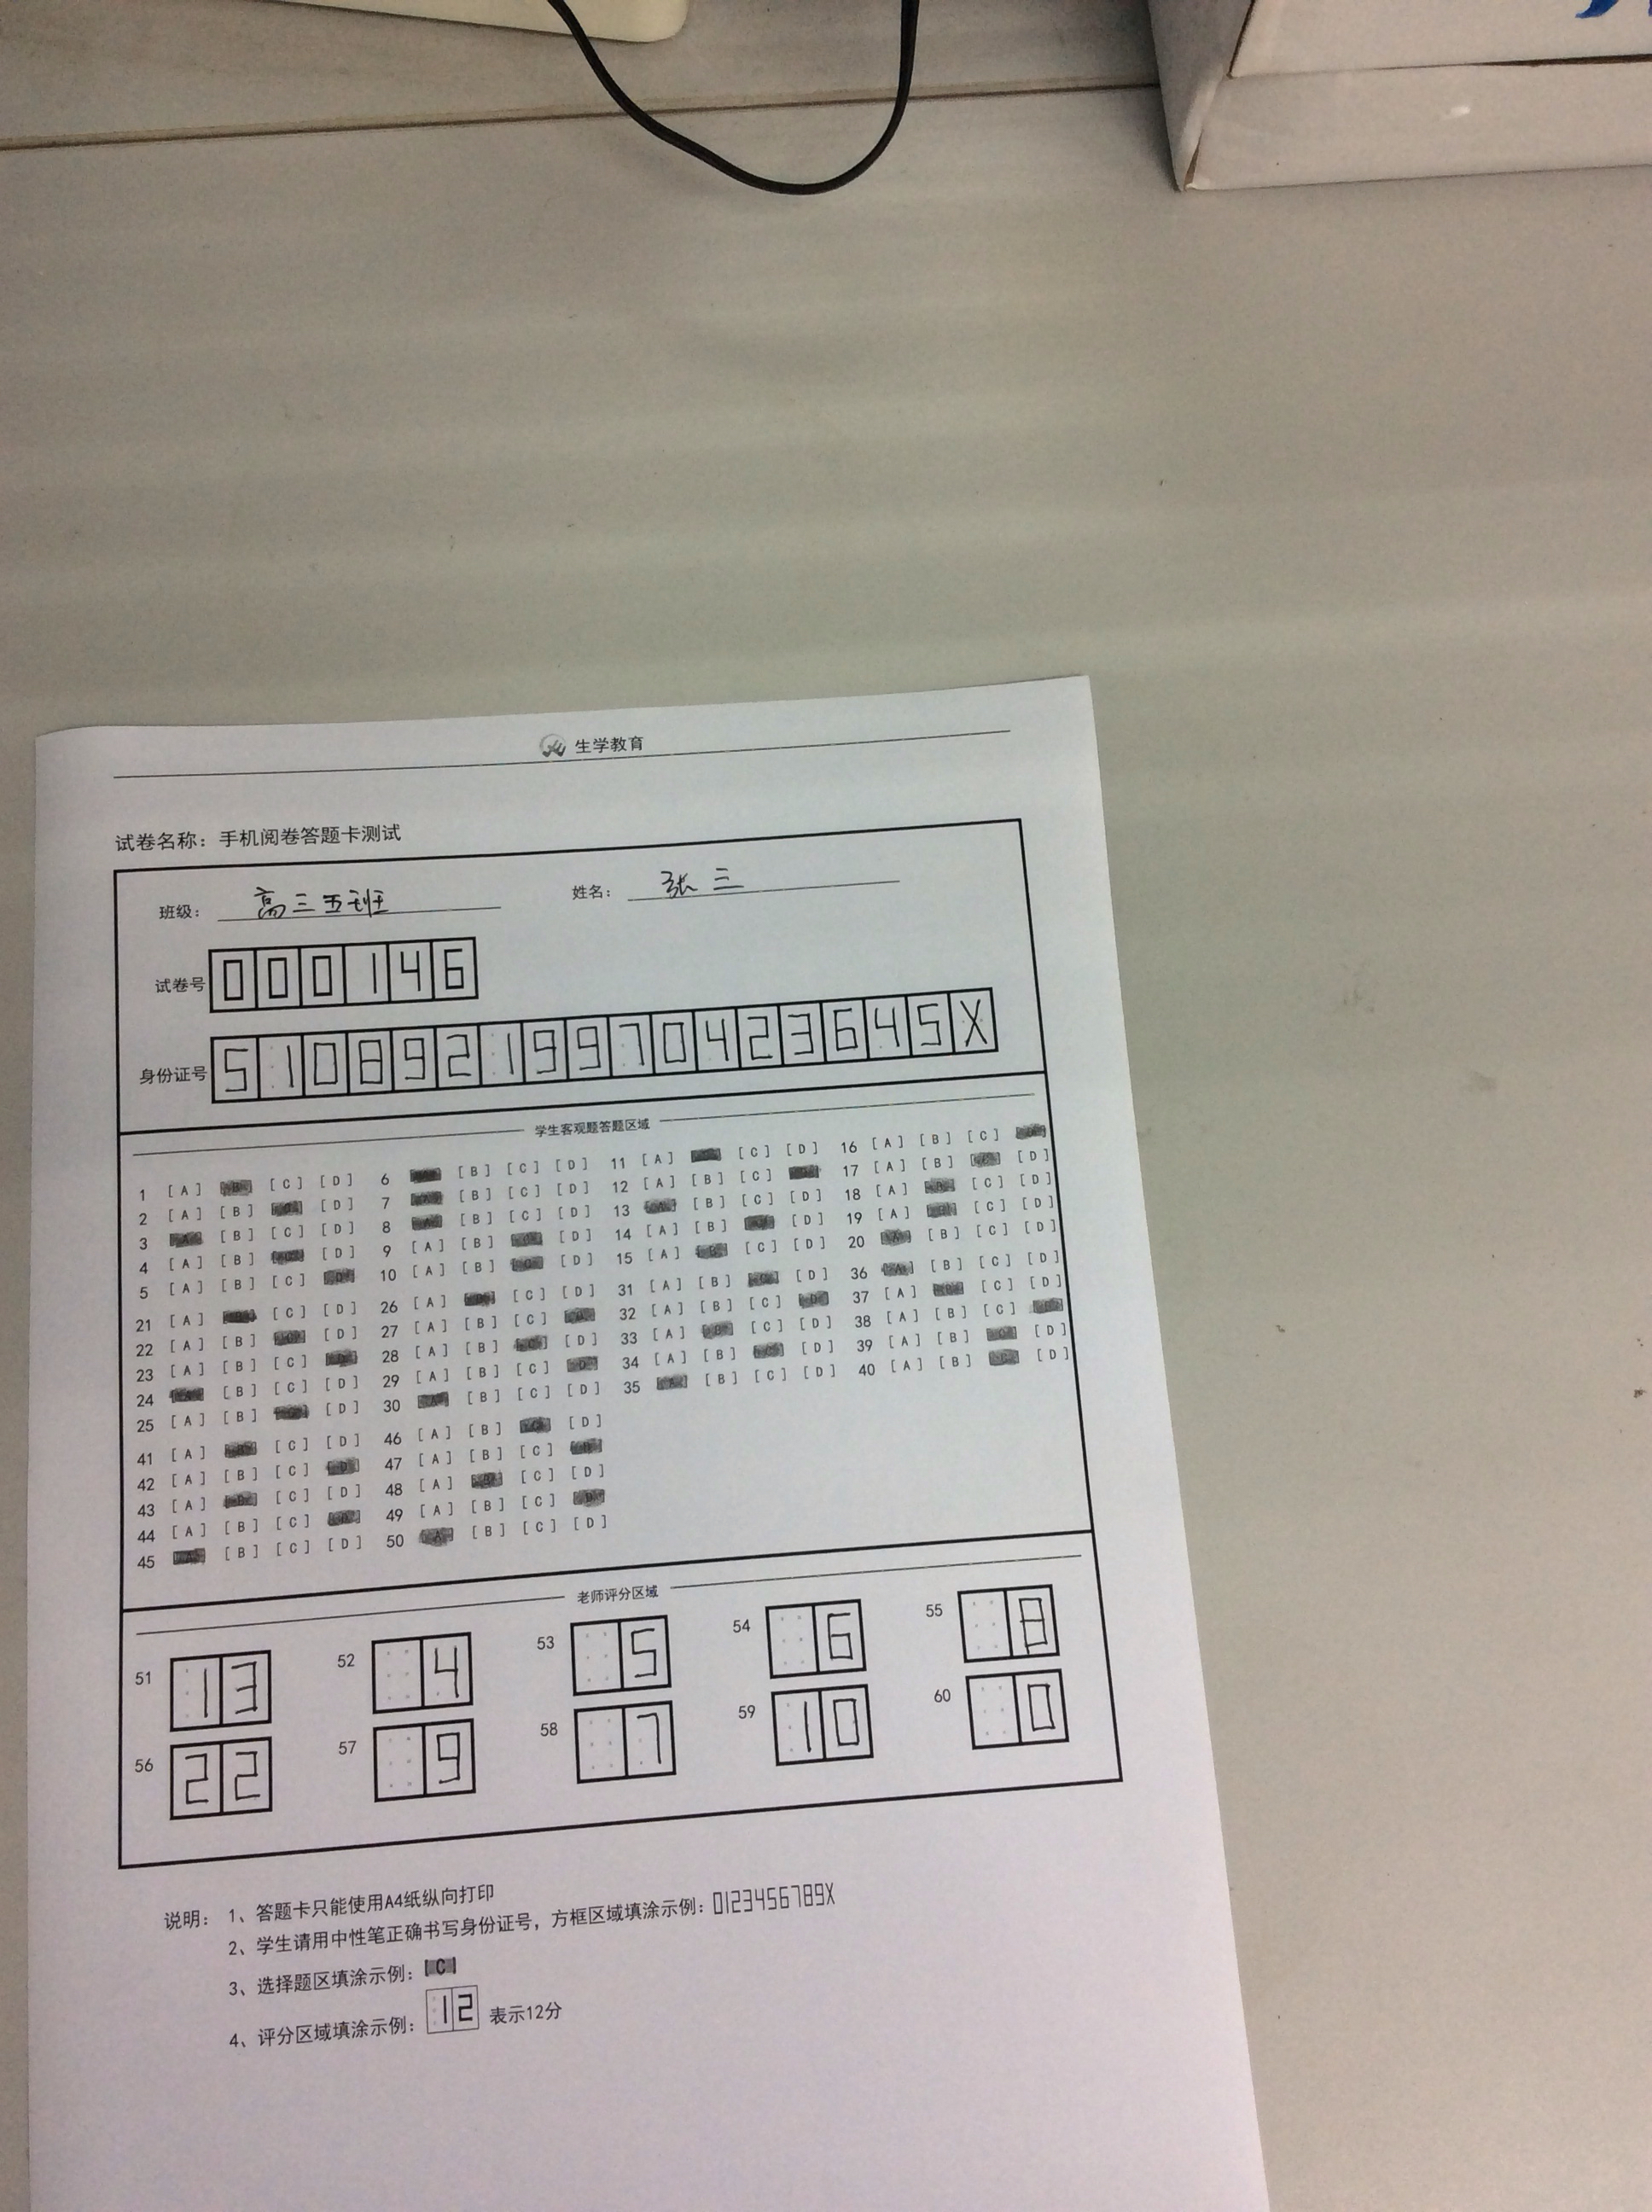 生学教育
试卷名称：手机阅卷答题卡测试
班级： 高三五班 姓名： 张三
试卷号 000146
身份证号 51089219970423645X
学生客观题答题区域
1 [A] [B] [C] [D] 6 [A] [B] [C] [D] 11 [A] [B] [C] [D] 16 [A] [B] [C] [D]
2 [A] [B] [C] [D] 7 [A] [B] [C] [D] 12 [A] [B] [C] [D] 17 [A] [B] [C] [D]
3 [A] [B] [C] [D] 8 [A] [B] [C] [D] 13 [A] [B] [C] [D] 18 [A] [B] [C] [D]
4 [A] [B] [C] [D] 9 [A] [B] [C] [D] 14 [A] [B] [C] [D] 19 [A] [B] [C] [D]
5 [A] [B] [C] [D] 10 [A] [B] [C] [D] 15 [A] [B] [C] [D] 20 [A] [B] [C] [D]
21 [A] [B] [C] [D] 26 [A] [B] [C] [D] 31 [A] [B] [C] [D] 36 [A] [B] [C] [D]
22 [A] [B] [C] [D] 27 [A] [B] [C] [D] 32 [A] [B] [C] [D] 37 [A] [B] [C] [D]
23 [A] [B] [C] [D] 28 [A] [B] [C] [D] 33 [A] [B] [C] [D] 38 [A] [B] [C] [D]
24 [A] [B] [C] [D] 29 [A] [B] [C] [D] 34 [A] [B] [C] [D] 39 [A] [B] [C] [D]
25 [A] [B] [C] [D] 30 [A] [B] [C] [D] 35 [A] [B] [C] [D] 40 [A] [B] [C] [D]
41 [A] [B] [C] [D] 46 [A] [B] [C] [D]
42 [A] [B] [C] [D] 47 [A] [B] [C] [D]
43 [A] [B] [C] [D] 48 [A] [B] [C] [D]
44 [A] [B] [C] [D] 49 [A] [B] [C] [D]
45 [A] [B] [C] [D] 50 [A] [B] [C] [D]
老师评分区域
51 13 52 4 53 5 54 6 55 8
56 22 57 9 58 7 59 10 60 0
说明： 1、答题卡只能使用A4纸纵向打印
2、学生请用中性笔正确书写身份证号，方框区域填涂示例：0123456789X
3、选择题区填涂示例：[C]
4、评分区域填涂示例：12 表示12分